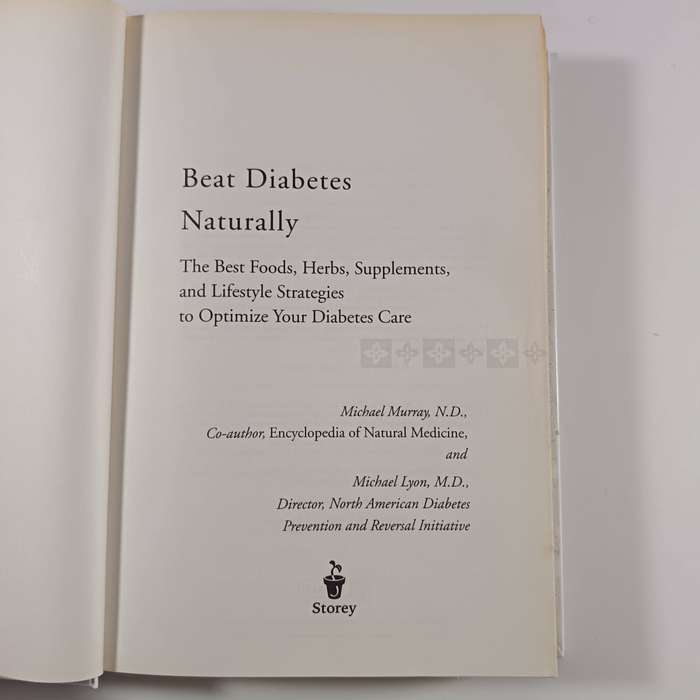 Beat Diabetes
Naturally
The Best Foods, Herbs, Supplements,
and Lifestyle Strategies
to Optimize Your Diabetes Care
Michael Murray, N.D.,
Co-author, Encyclopedia of Natural Medicine,
and
Michael Lyon, M.D.,
Director, North American Diabetes
Prevention and Reversal Initiative
Storey